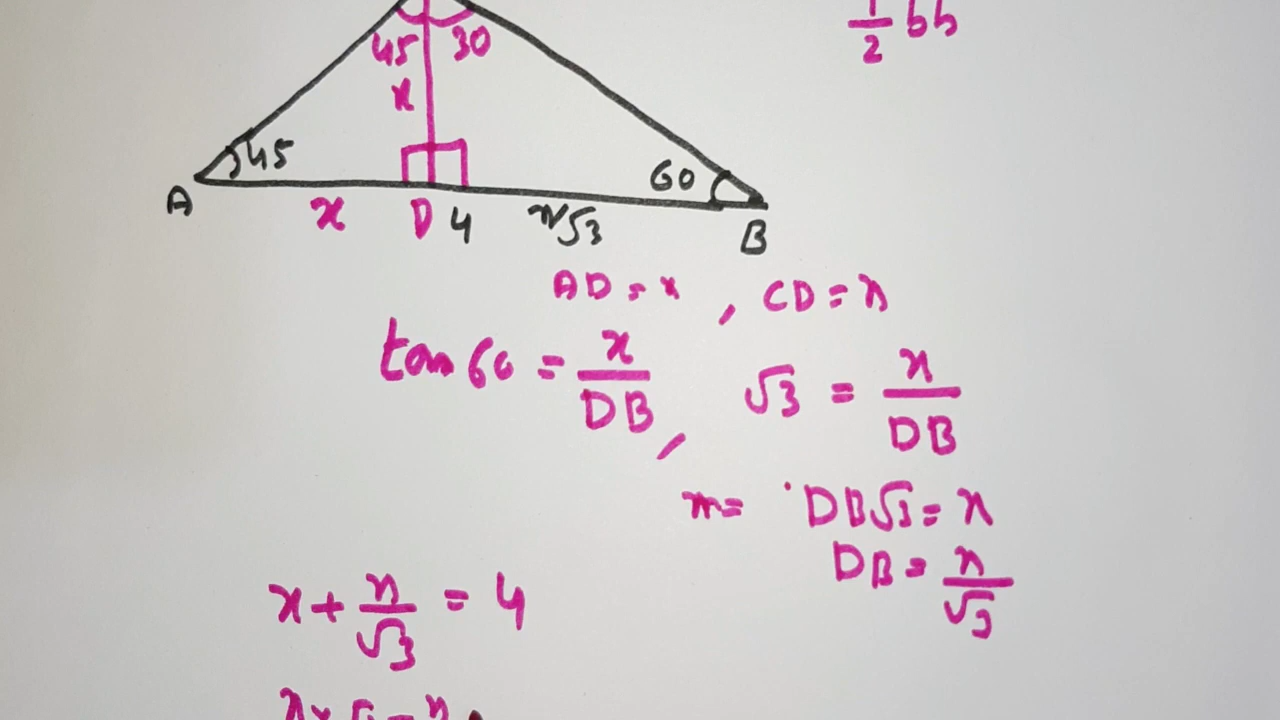 1/2 bh
45 30
x
45
60
A x D 4 x/√3 B
AD = x , CD = x
tan 60 = x/DB , √3 = x/DB
DB√3 = x
DB = x/√3
x + x/√3 = 4